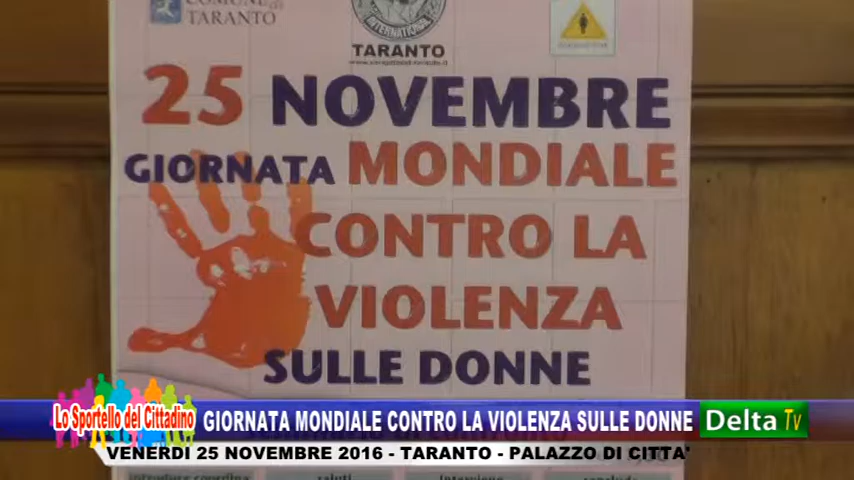 COMUNE di
TARANTO
INTERNATIONAL
TARANTO
25 NOVEMBRE
GIORNATA MONDIALE
CONTRO LA
VIOLENZA
SULLE DONNE
Lo Sportello del Cittadino
GIORNATA MONDIALE CONTRO LA VIOLENZA SULLE DONNE
Delta Tv
VENERDI 25 NOVEMBRE 2016 - TARANTO - PALAZZO DI CITTA'